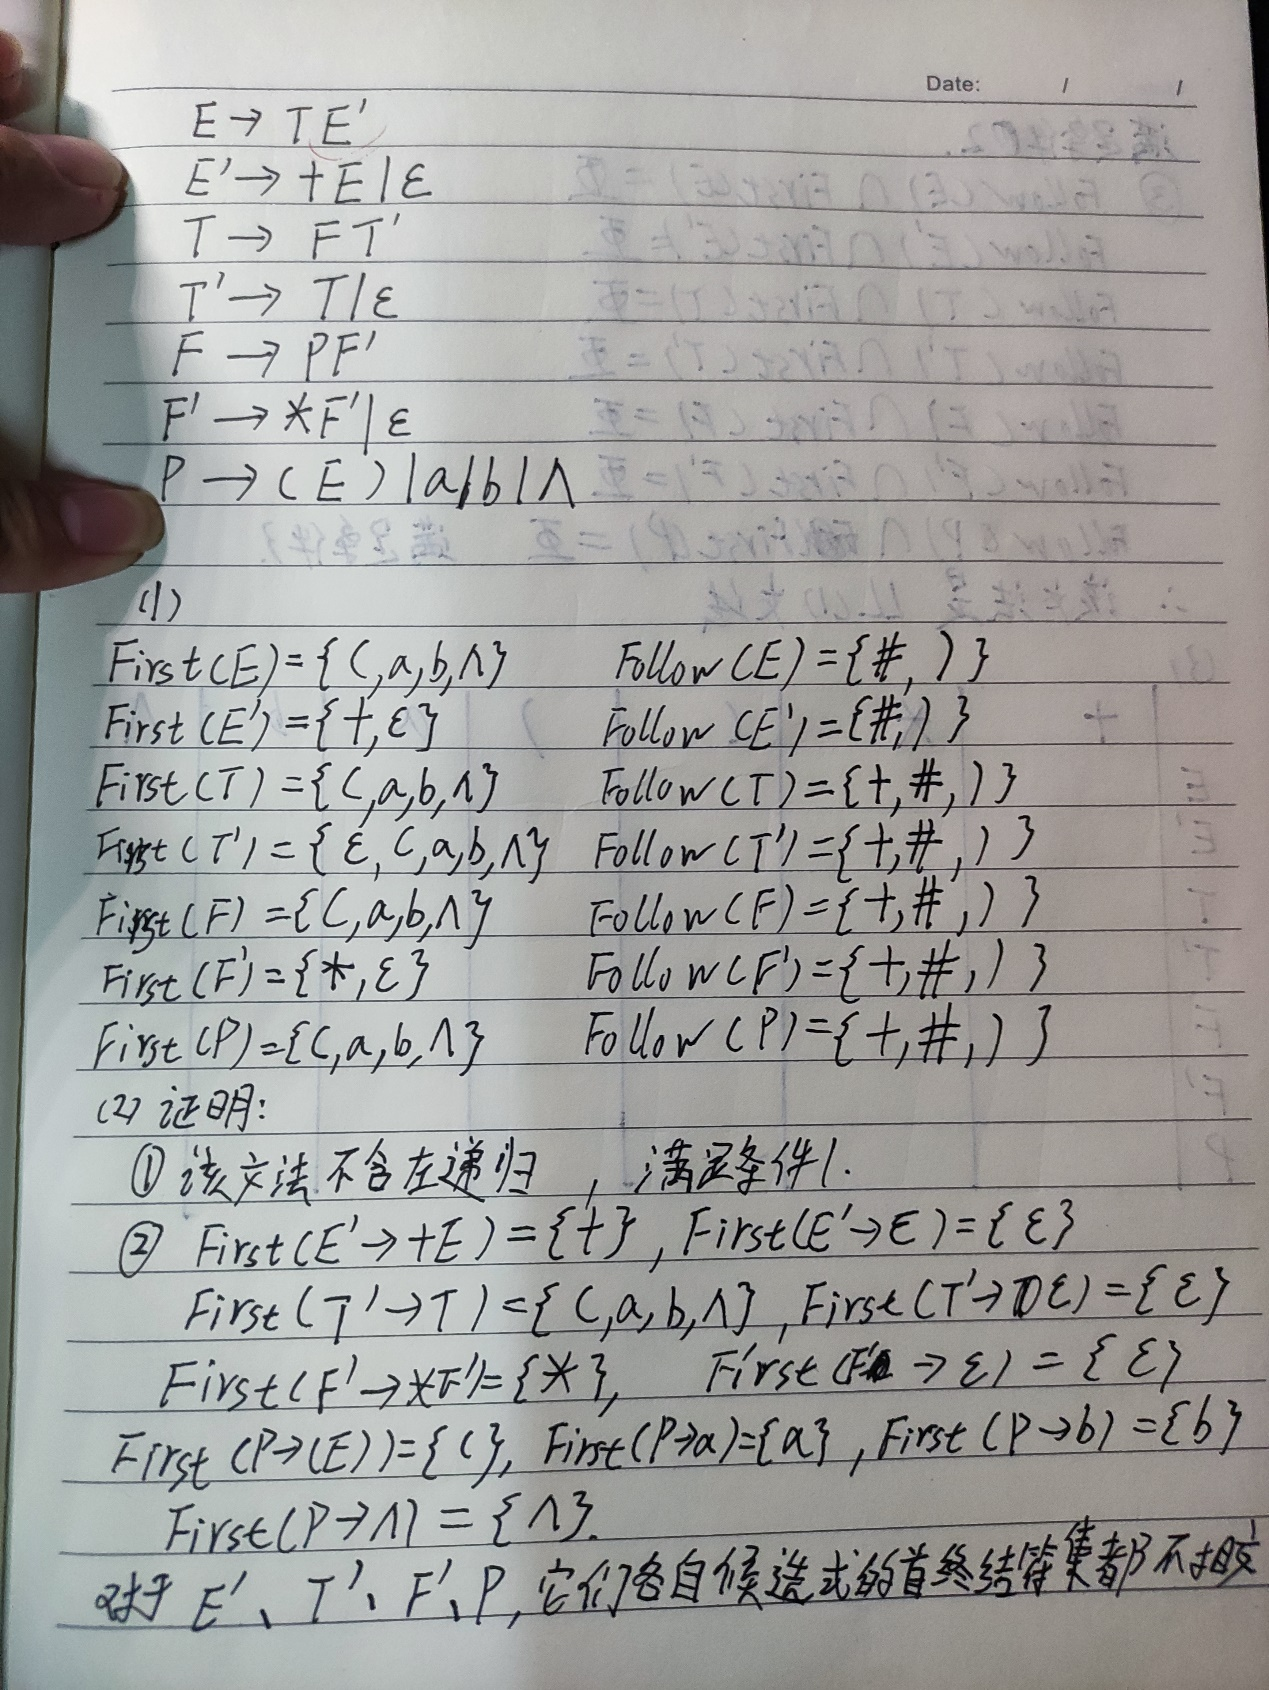 Date: / /
E → TE'
E' → +E|ε
T → FT'
T' → T|ε
F → PF'
F' → *F'|ε
P → (E)|a|b|Λ
(1)
First(E)={(,a,b,Λ} Follow(E)={#,)}
First(E')={+,ε} Follow(E')={#,)}
First(T)={(,a,b,Λ} Follow(T)={+,#,)}
First(T')={ε,(,a,b,Λ} Follow(T')={+,#,)}
First(F)={(,a,b,Λ} Follow(F)={+,#,)}
First(F')={*,ε} Follow(F')={+,#,)}
First(P)={(,a,b,Λ} Follow(P)={+,#,)}
(2) 证明:
① 该文法不含左递归,满足条件1.
② First(E'→+E)={+},First(E'→ε)={ε}
First(T'→T)={(,a,b,Λ},First(T'→ε)={ε}
First(F'→*F')={*}, First(F'→ε)={ε}
First(P→(E))={(},First(P→a)={a},First(P→b)={b}
First(P→Λ)={Λ}.
对于E'、T'、F'、P,它们各自候选式的首终结符集都不相交